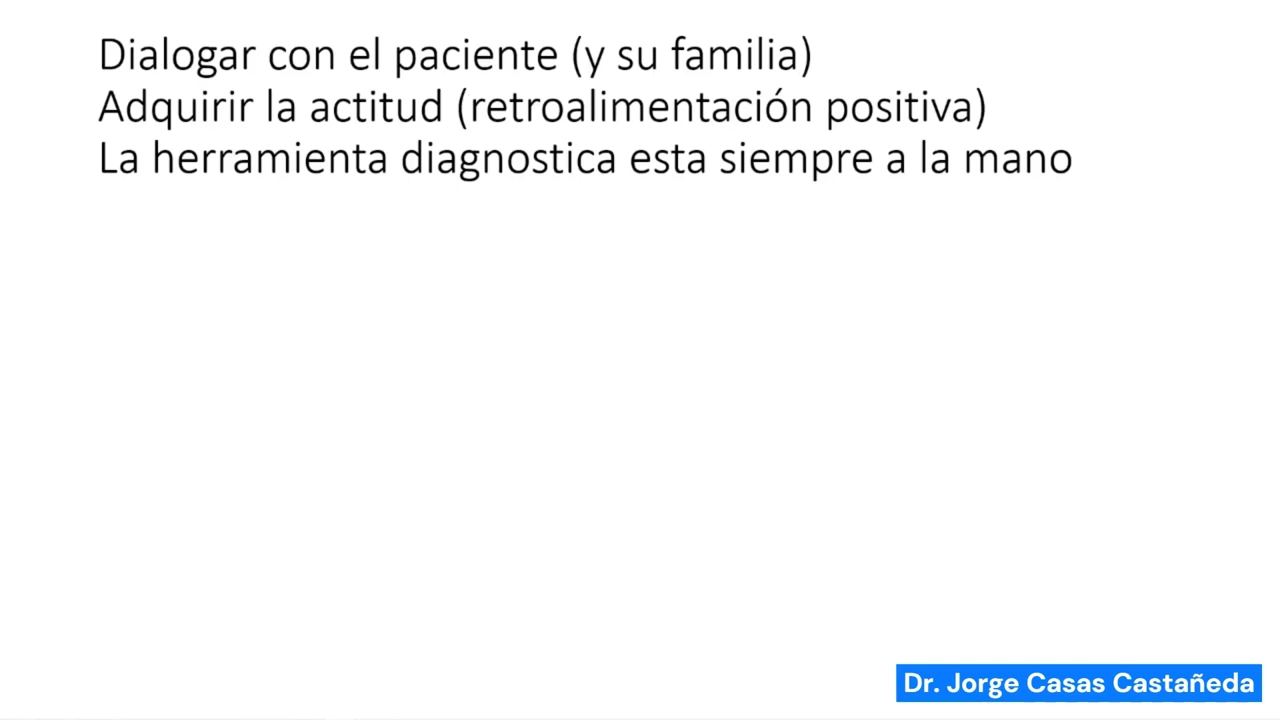 Dialogar con el paciente (y su familia)
Adquirir la actitud (retroalimentación positiva)
La herramienta diagnostica esta siempre a la mano
Dr. Jorge Casas Castañeda